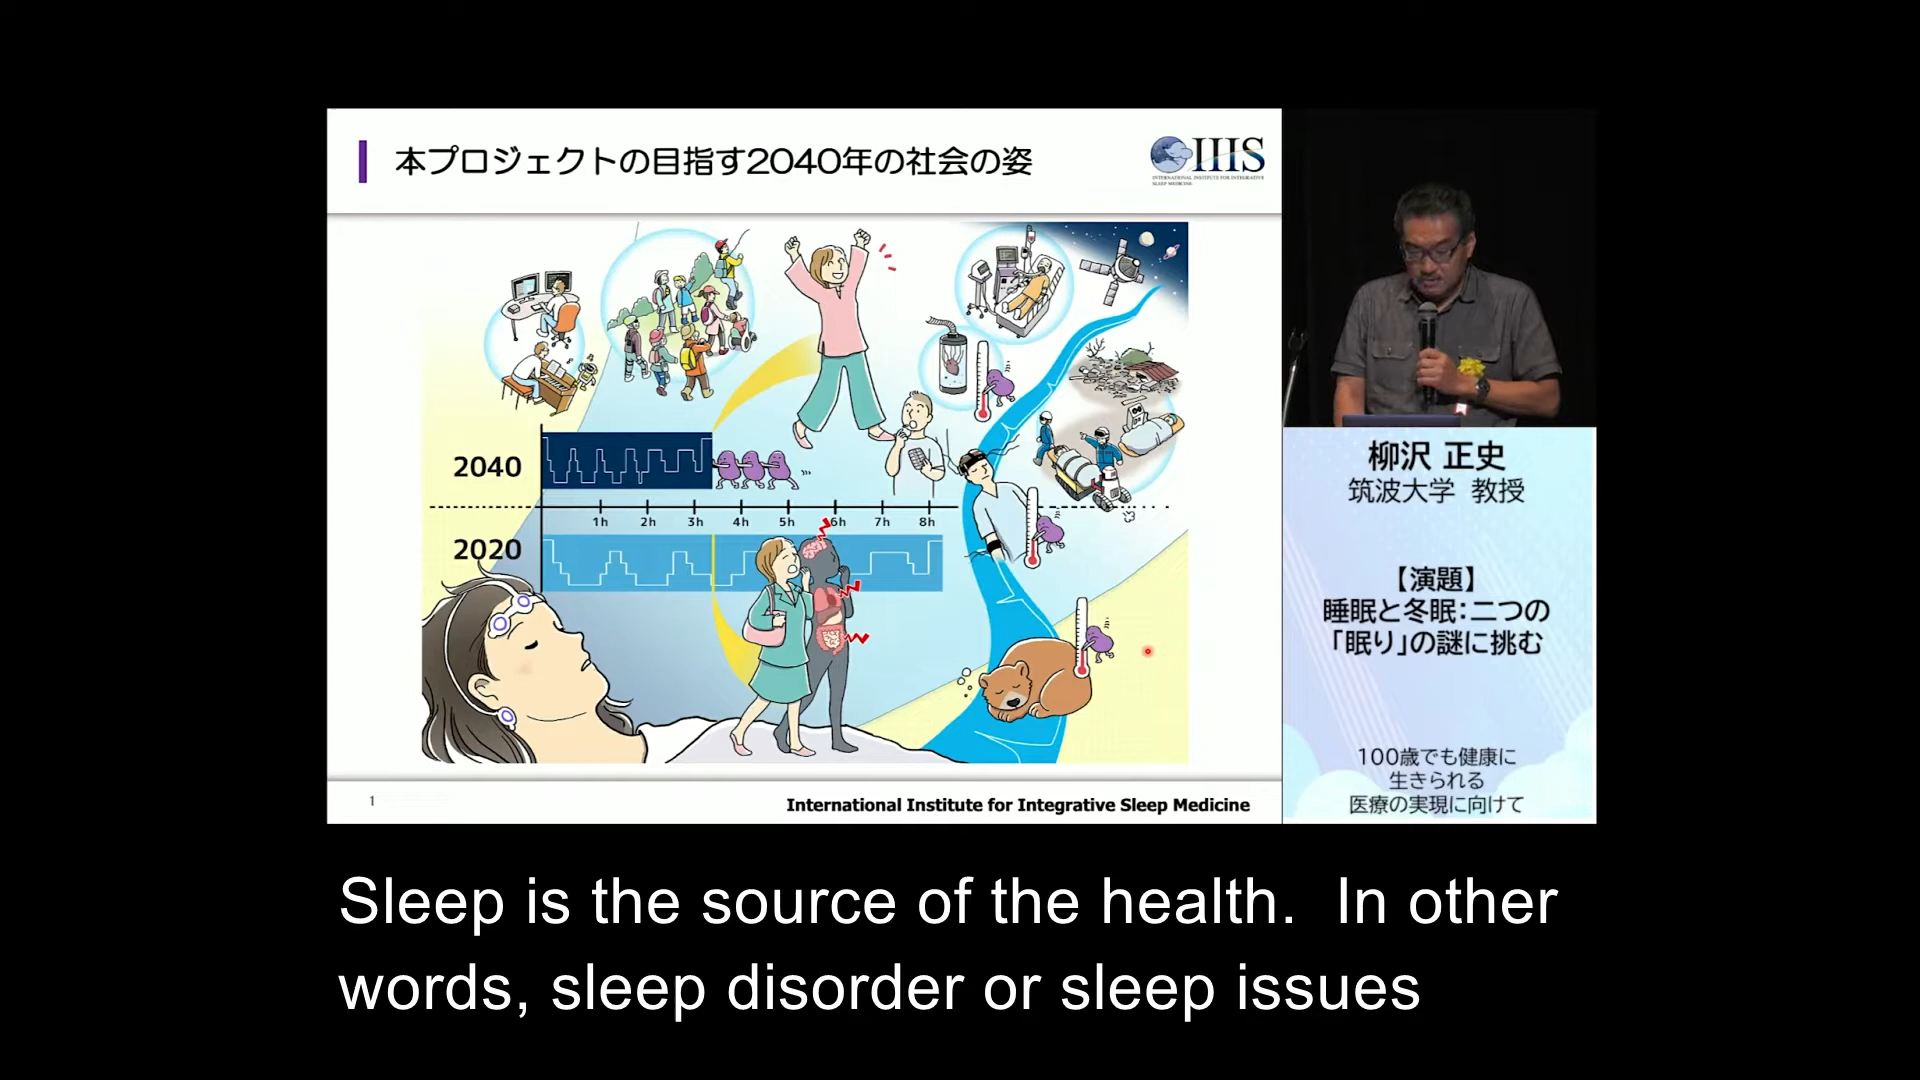 本プロジェクトの目指す2040年の社会の姿
IIIS
INTERNATIONAL INSTITUTE FOR INTEGRATIVE
SLEEP MEDICINE
2040
1h 2h 3h 4h 5h 6h 7h 8h
2020
1
International Institute for Integrative Sleep Medicine
柳沢 正史
筑波大学 教授
【演題】
睡眠と冬眠:二つの
「眠り」の謎に挑む
100歳でも健康に
生きられる
医療の実現に向けて
Sleep is the source of the health.  In other
words, sleep disorder or sleep issues